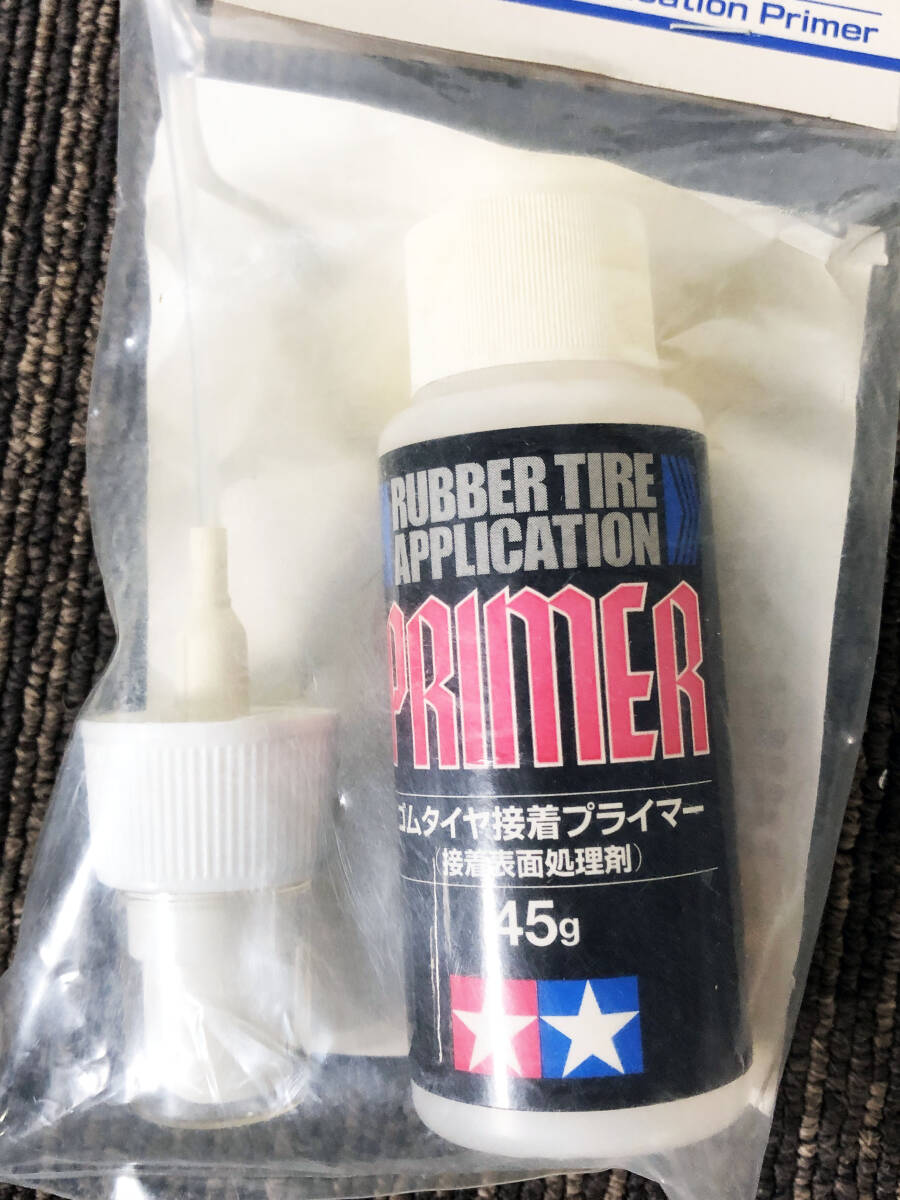 cation Primer
RUBBER TIRE
APPLICATION
PRIMER
ゴムタイヤ接着プライマー
(接着表面処理剤)
45g